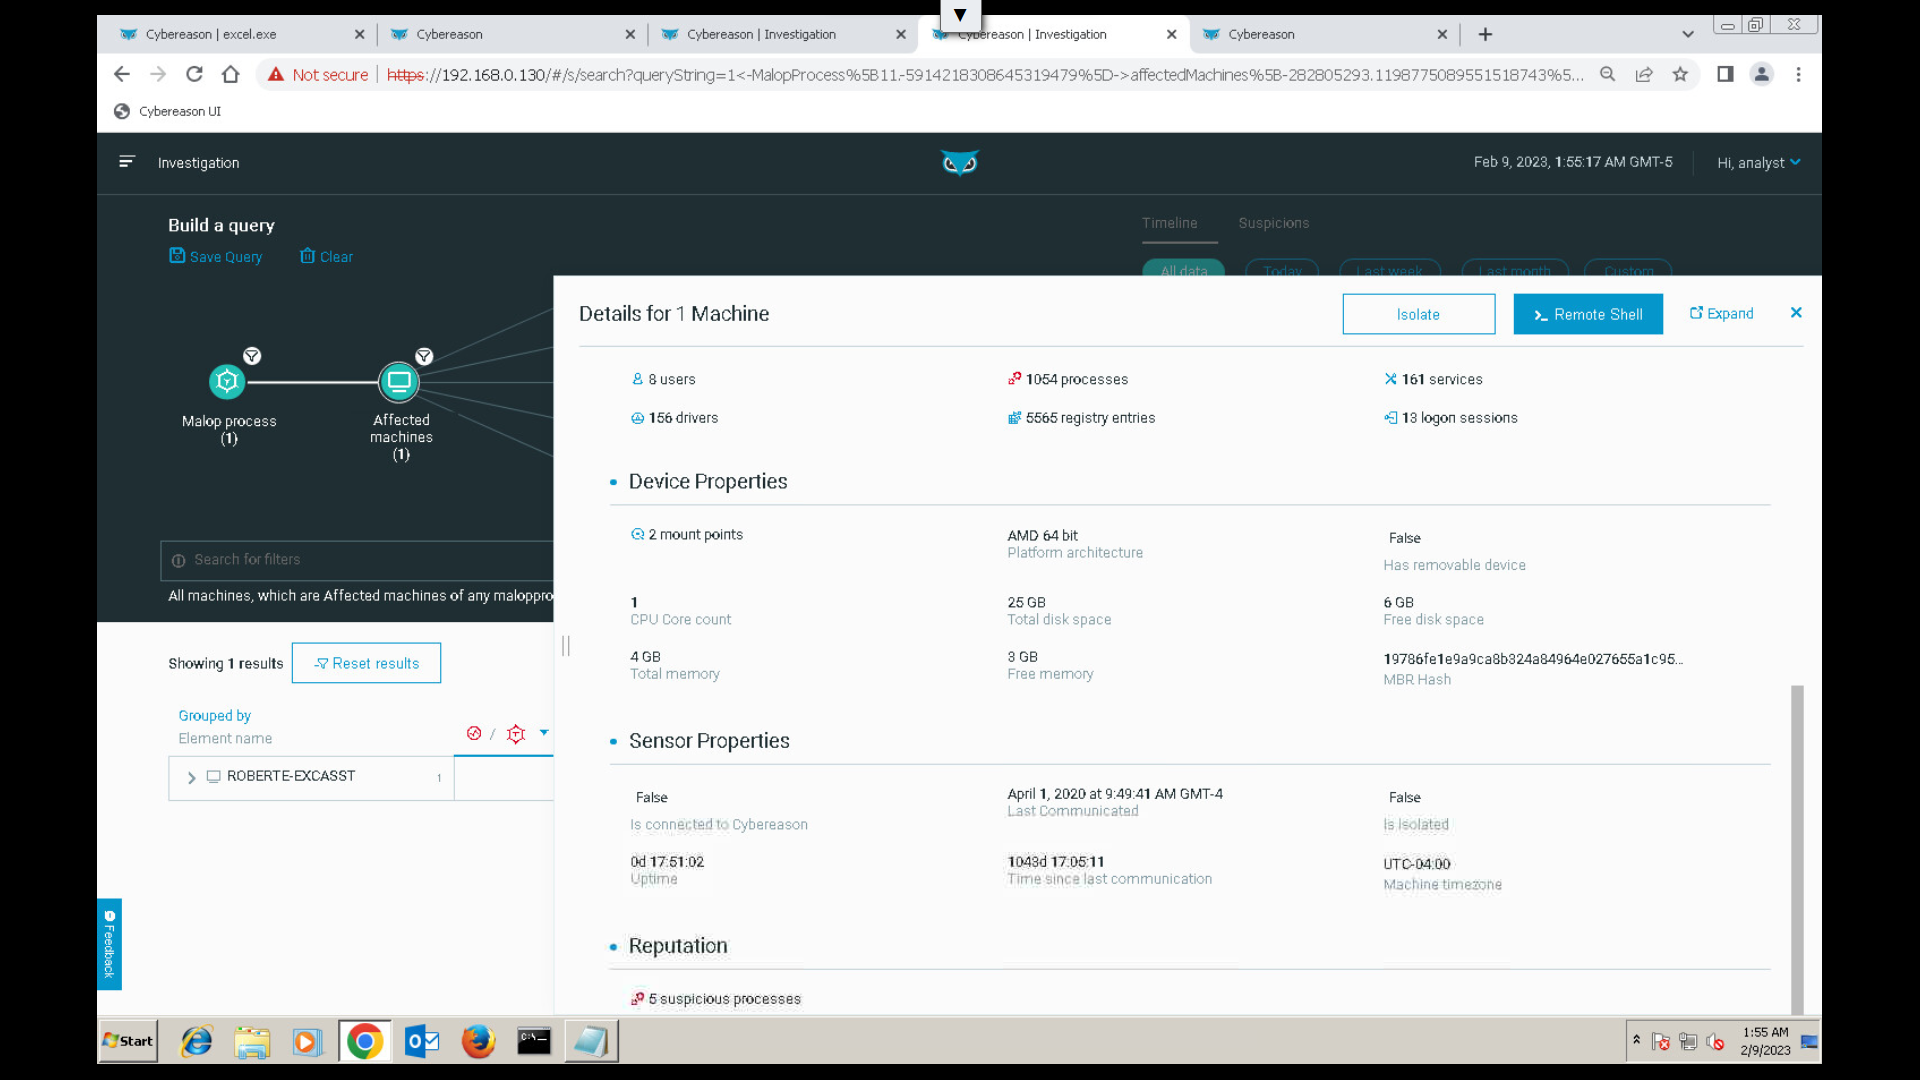 Cybereason | excel.exe
Cybereason
Cybereason | Investigation
Cybereason | Investigation
Cybereason
Not secure
https://192.168.0.130/#/s/search?queryString=1<-MalopProcess%5B11.-5914218308645319479%5D->affectedMachines%5B-282805293.1198775089551518743%5...
Cybereason UI
Investigation
Feb 9, 2023, 1:55:17 AM GMT-5
Hi, analyst
Build a query
Save Query
Clear
Timeline
Suspicions
All data
Today
Last week
Last month
Custom
Malop process
(1)
Affected
machines
(1)
Search for filters
All machines, which are Affected machines of any maloppro
Showing 1 results
Reset results
Grouped by
Element name
/
ROBERTE-EXCASST
1
Details for 1 Machine
Isolate
Remote Shell
Expand
8 users
1054 processes
161 services
156 drivers
5565 registry entries
13 logon sessions
Device Properties
2 mount points
AMD 64 bit
Platform architecture
False
Has removable device
1
CPU Core count
25 GB
Total disk space
6 GB
Free disk space
4 GB
Total memory
3 GB
Free memory
19786fe1e9a9ca8b324a84964e027655a1c95...
MBR Hash
Sensor Properties
False
Is connected to Cybereason
April 1, 2020 at 9:49:41 AM GMT-4
Last Communicated
False
Is Isolated
0d 17:51:02
Uptime
1043d 17:05:11
Time since last communication
UTC-04:00
Machine timezone
Reputation
5 suspicious processes
Feedback
Start
C:\_
1:55 AM
2/9/2023